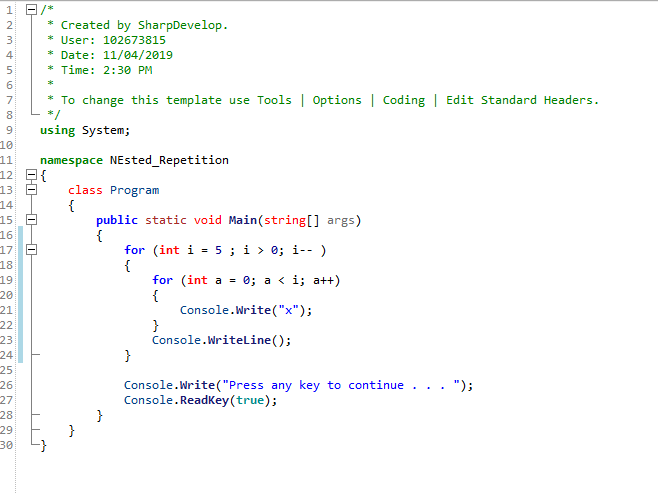 1 /*
2  * Created by SharpDevelop.
3  * User: 102673815
4  * Date: 11/04/2019
5  * Time: 2:30 PM
6  *
7  * To change this template use Tools | Options | Coding | Edit Standard Headers.
8  */
9 using System;
10
11 namespace NEsted_Repetition
12 {
13     class Program
14     {
15         public static void Main(string[] args)
16         {
17             for (int i = 5 ; i > 0; i-- )
18             {
19                 for (int a = 0; a < i; a++)
20                 {
21                     Console.Write("x");
22                 }
23                 Console.WriteLine();
24             }
25
26             Console.Write("Press any key to continue . . . ");
27             Console.ReadKey(true);
28         }
29     }
30 }